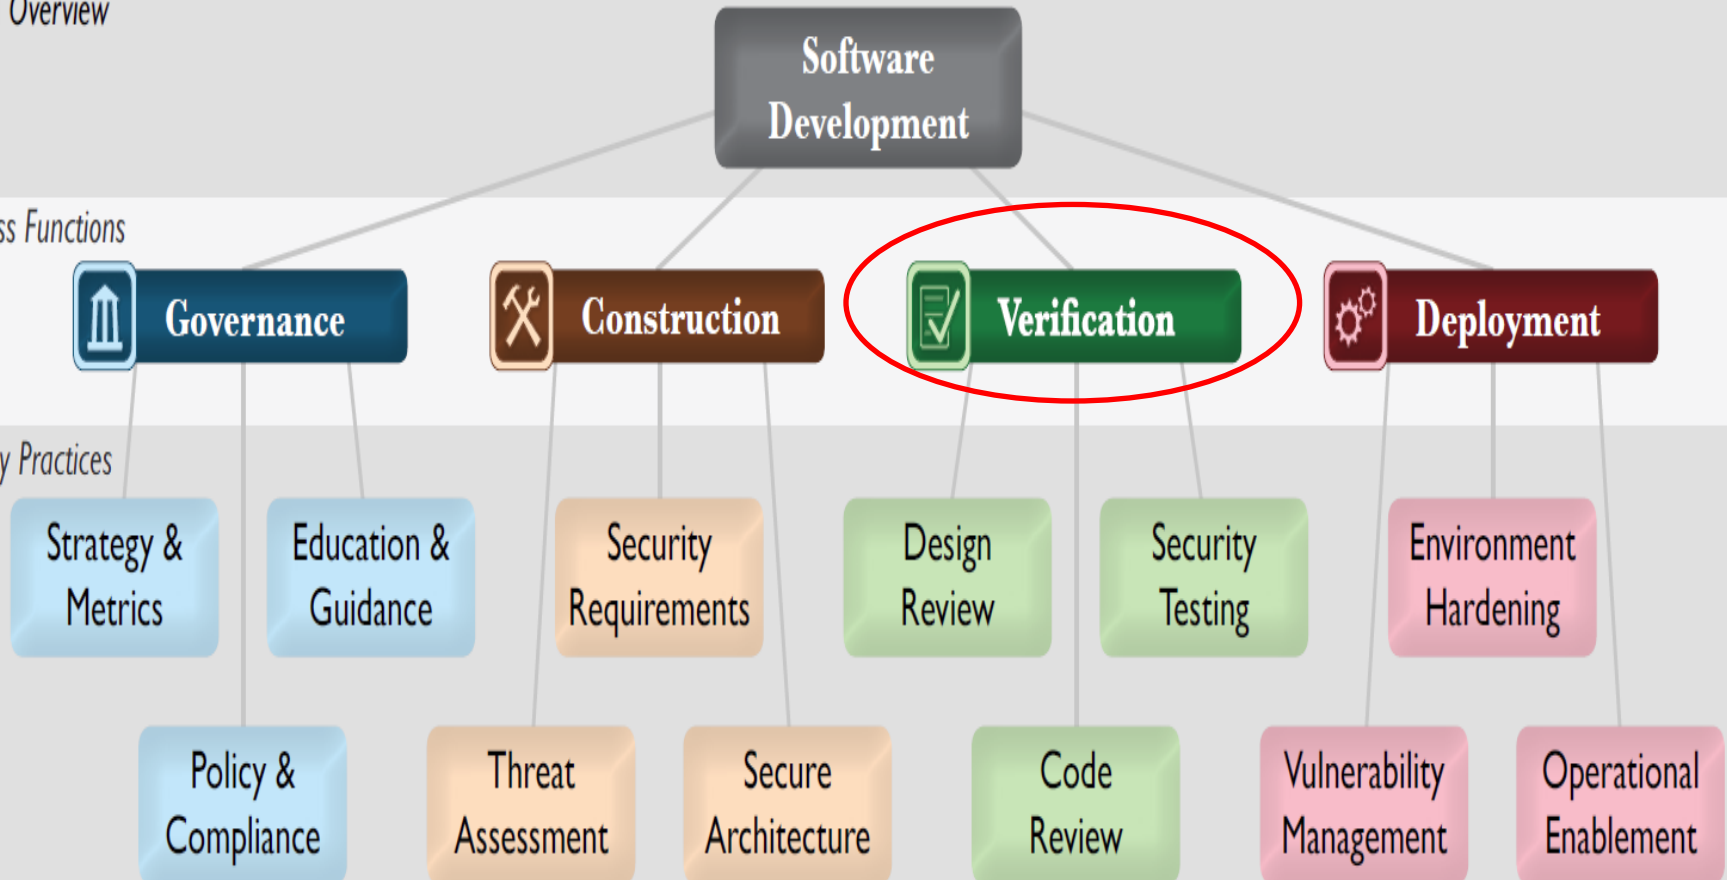 Overview
Software
Development
ss Functions
Governance
Construction
Verification
Deployment
y Practices
Strategy &
Metrics
Education &
Guidance
Security
Requirements
Design
Review
Security
Testing
Environment
Hardening
Policy &
Compliance
Threat
Assessment
Secure
Architecture
Code
Review
Vulnerability
Management
Operational
Enablement